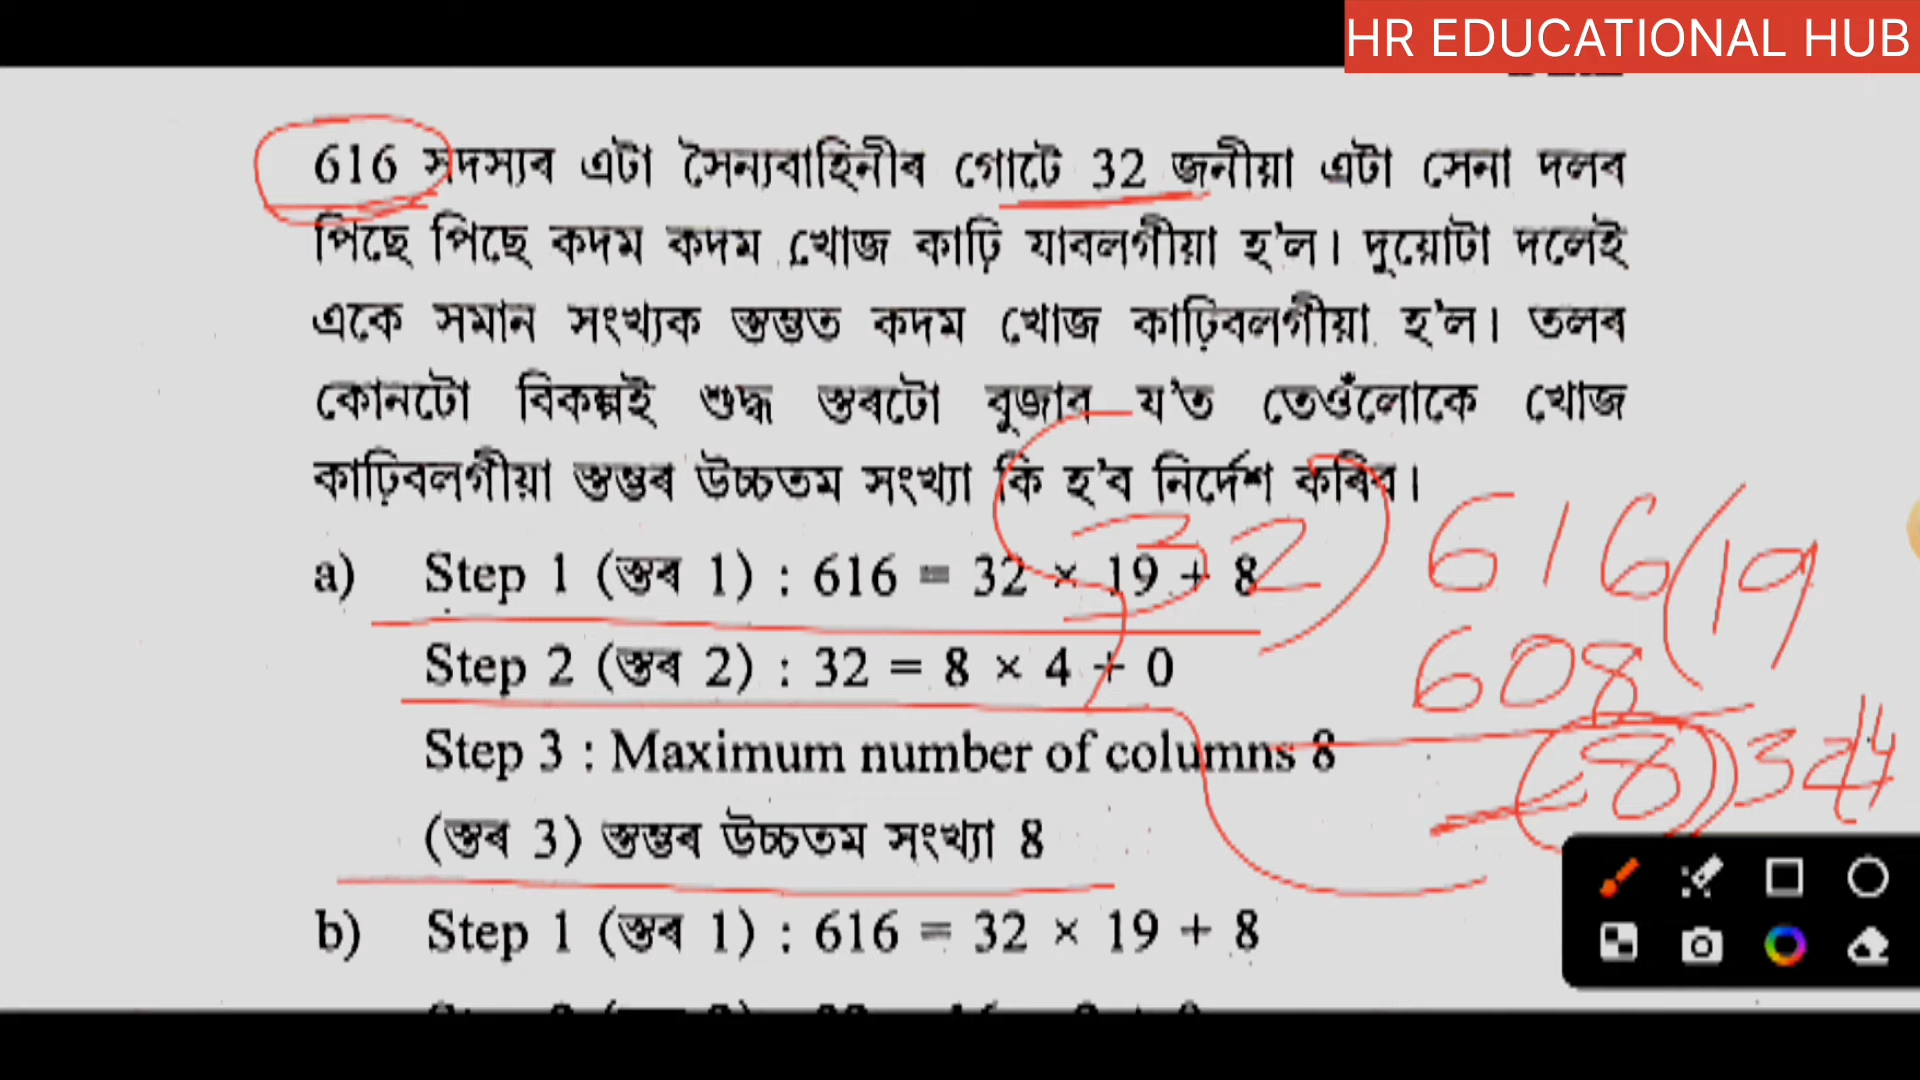 HR EDUCATIONAL HUB
616 সদস্যৰ এটা সৈন্যবাহিনীৰ গোটে 32 জনীয়া এটা সেনা দলৰ
পিছে পিছে কদম কদম খোজ কাঢ়ি যাবলগীয়া হ'ল। দুয়োটা দলেই
একে সমান সংখ্যক স্তম্ভত কদম খোজ কাঢ়িবলগীয়া হ'ল। তলৰ
কোনটো বিকল্পই শুদ্ধ স্তৰটো বুজাব য'ত তেওঁলোকে খোজ
কাঢ়িবলগীয়া স্তম্ভৰ উচ্চতম সংখ্যা কি হ'ব নিৰ্দেশ কৰিব।
32 ) 616 ( 19
a) Step 1 (স্তৰ 1) : 616 = 32 × 19 + 8
608
Step 2 (স্তৰ 2) : 32 = 8 × 4 + 0
8 ) 32
Step 3 : Maximum number of columns 8
(স্তৰ 3) স্তম্ভৰ উচ্চতম সংখ্যা 8
b) Step 1 (স্তৰ 1) : 616 = 32 × 19 + 8